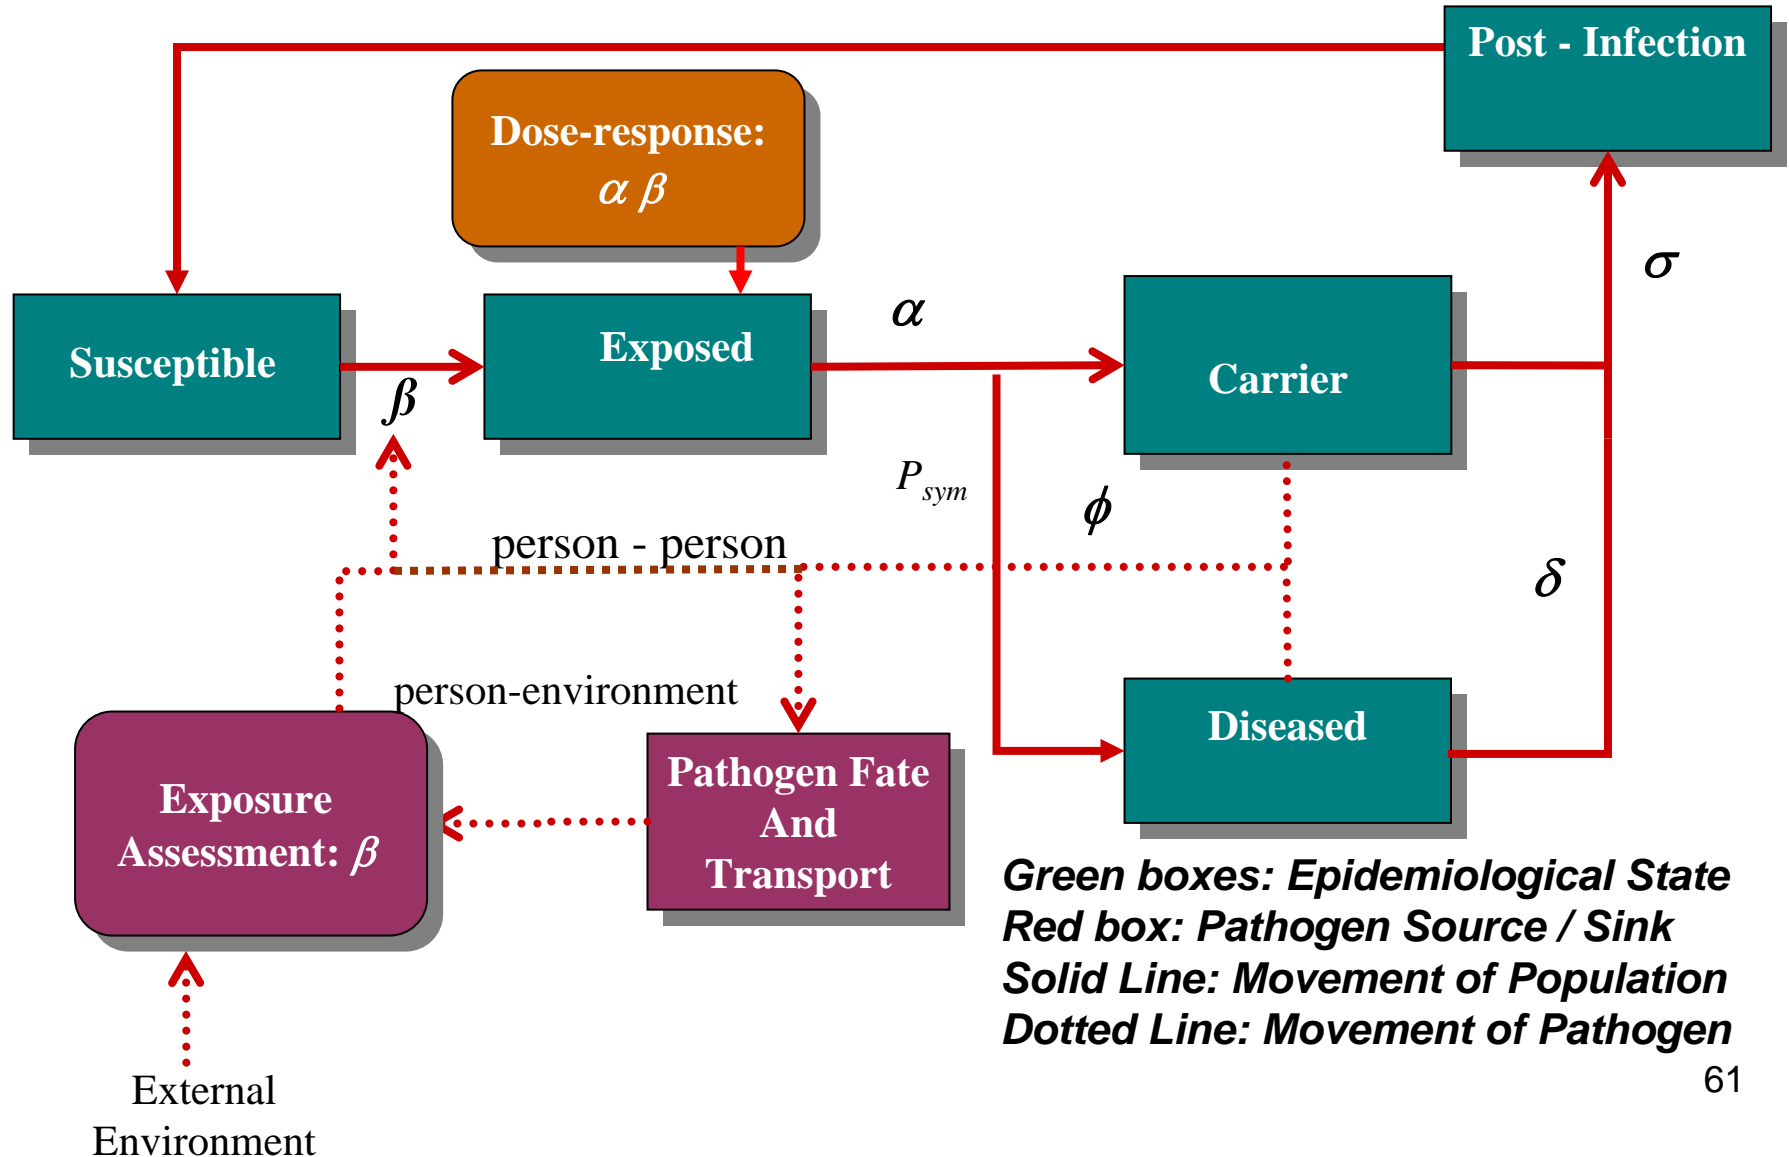 Post - Infection
Dose-response:
α β
σ
Susceptible
β
Exposed
α
Carrier
P_sym
ϕ
person - person
δ
person-environment
Diseased
Exposure
Assessment: β
Pathogen Fate
And
Transport
Green boxes: Epidemiological State
Red box: Pathogen Source / Sink
Solid Line: Movement of Population
Dotted Line: Movement of Pathogen
61
External
Environment